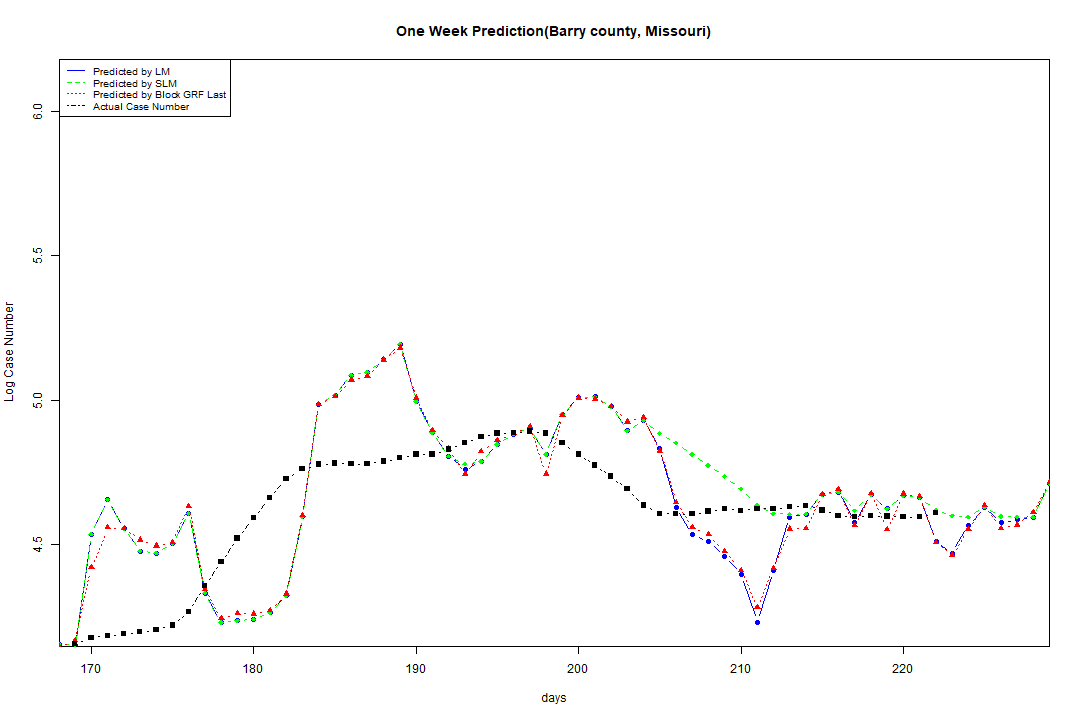 One Week Prediction(Barry county, Missouri)
Predicted by LM
Predicted by SLM
Predicted by Block GRF Last
Actual Case Number
6.0
5.5
5.0
4.5
Log Case Number
170 180 190 200 210 220
days